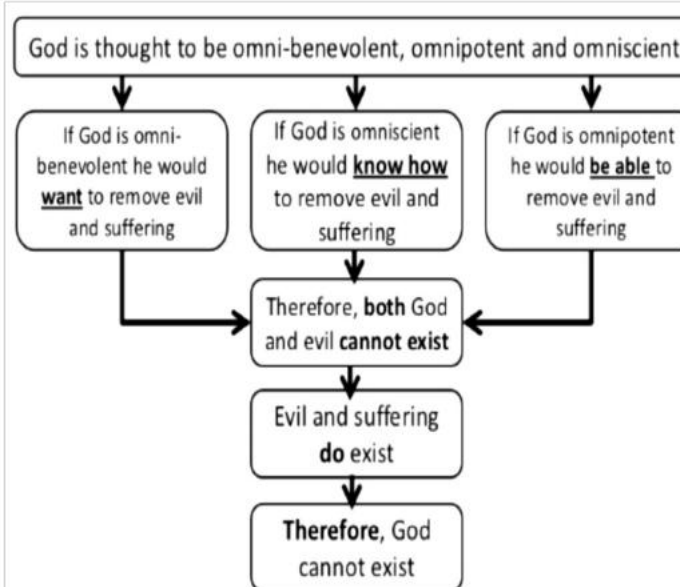 God is thought to be omni-benevolent, omnipotent and omniscient
If God is omni-
benevolent he would
want to remove evil
and suffering
If God is omniscient
he would know how
to remove evil and
suffering
If God is omnipotent
he would be able to
remove evil and
suffering
Therefore, both God
and evil cannot exist
Evil and suffering
do exist
Therefore, God
cannot exist